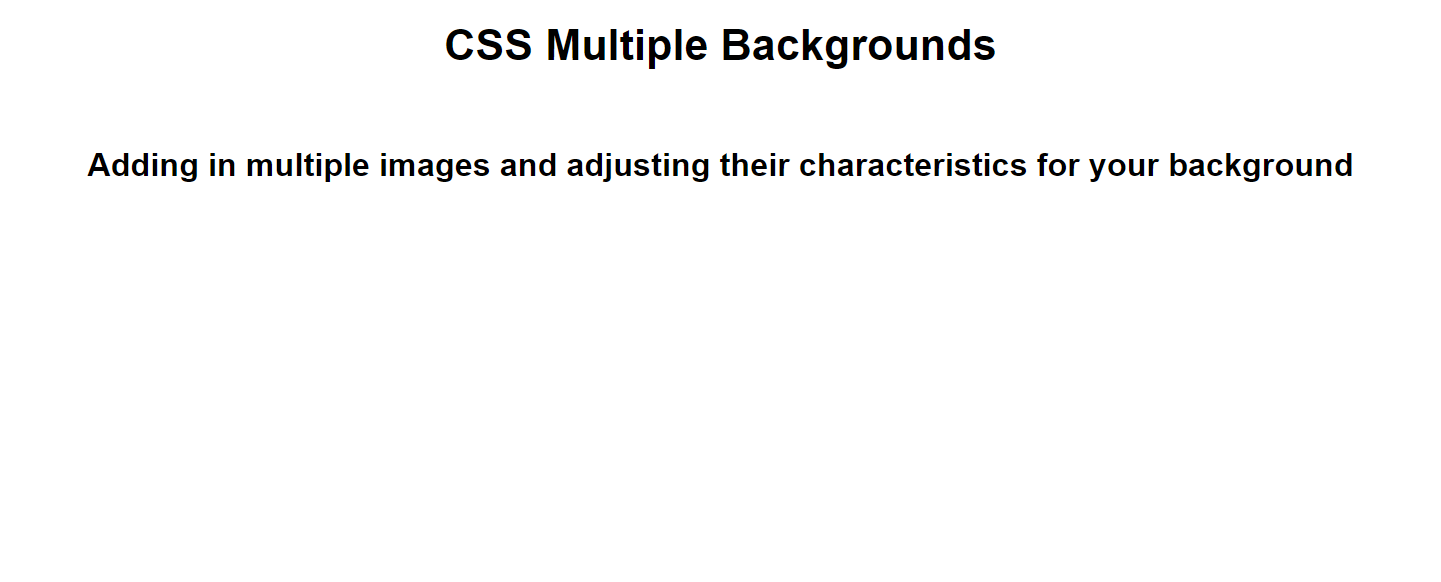 CSS Multiple Backgrounds
Adding in multiple images and adjusting their characteristics for your background